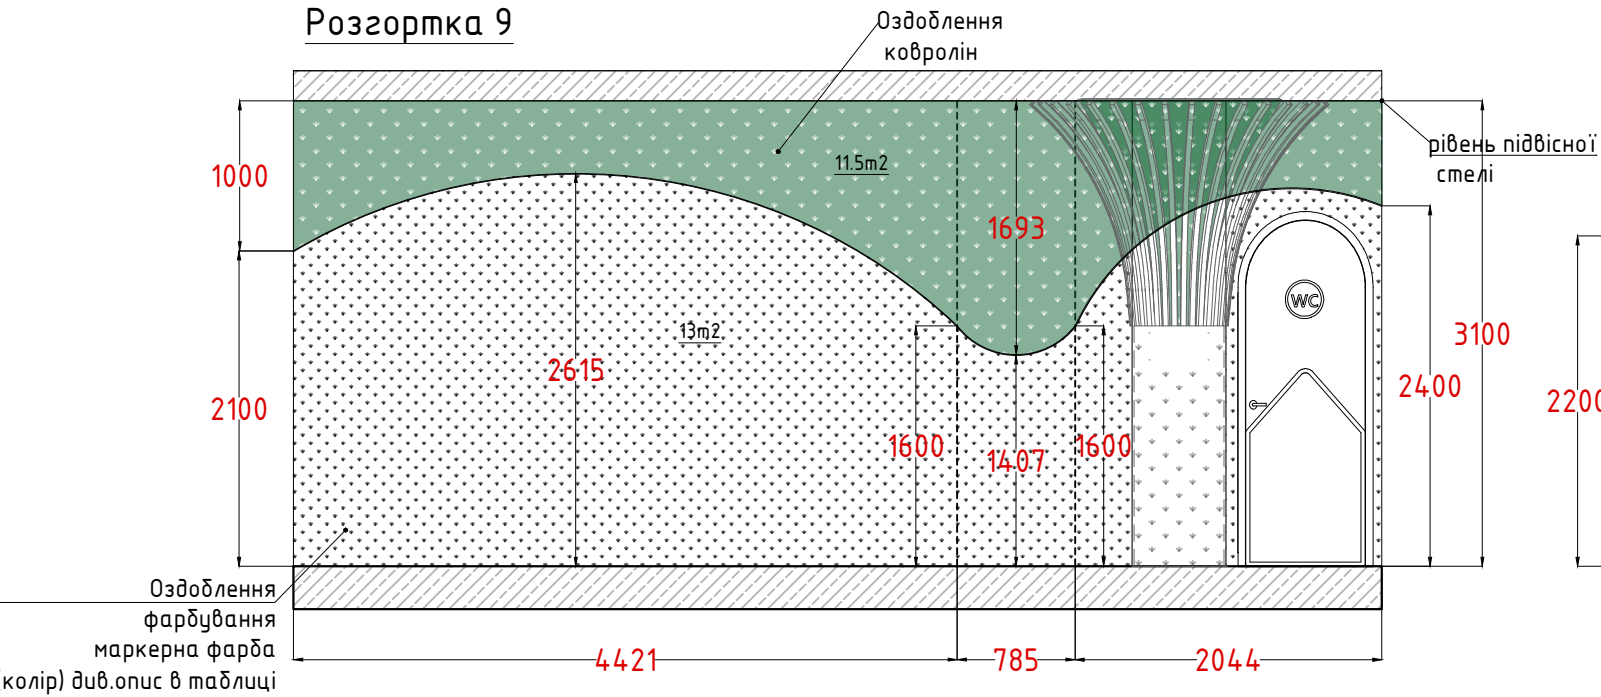 Розгортка 9
Оздоблення
ковролін
рівень підвісної
стелі
1000
11.5m2
1693
WC
13m2
3100
2615
2400
2200
2100
1600
1407
1600
Оздоблення
фарбування
маркерна фарба
(колір) див.опис в таблиці
4421
785
2044